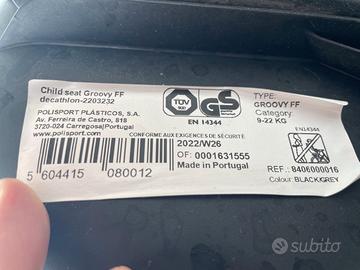 Child seat Groovy FF
decathlon-2203232
POLISPORT PLÁSTICOS, S.A.
Av. Ferreira de Castro, 818
3720-024 Carregosa/Portugal
www.polisport.com
TÜV
SÜD
GS
EN 14344
TYPE:
GROOVY FF
Category:
9-22 KG
EN14344
CONFORME AUX EXIGENCES DE SÉCURITÉ
2022/W26
OF: 0001631555
Made in Portugal
5 604415 080012
REF.: 8406000016
Colour: BLACK/GREY
subito